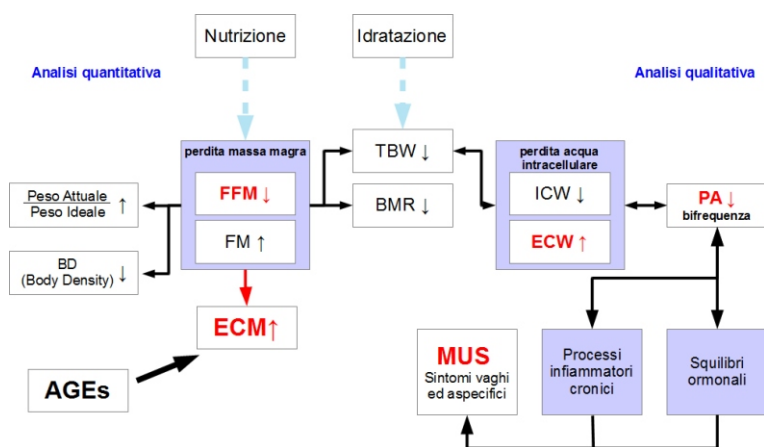 Nutrizione
Idratazione
Analisi quantitativa
Analisi qualitativa
perdita massa magra
FFM ↓
FM ↑
TBW ↓
BMR ↓
perdita acqua
intracellulare
ICW ↓
ECW ↑
PA ↓
bifrequenza
Peso Attuale
Peso Ideale
↑
BD
(Body Density) ↓
ECM↑
AGEs
MUS
Sintomi vaghi
ed aspecifici
Processi
infiammatori
cronici
Squilibri
ormonali